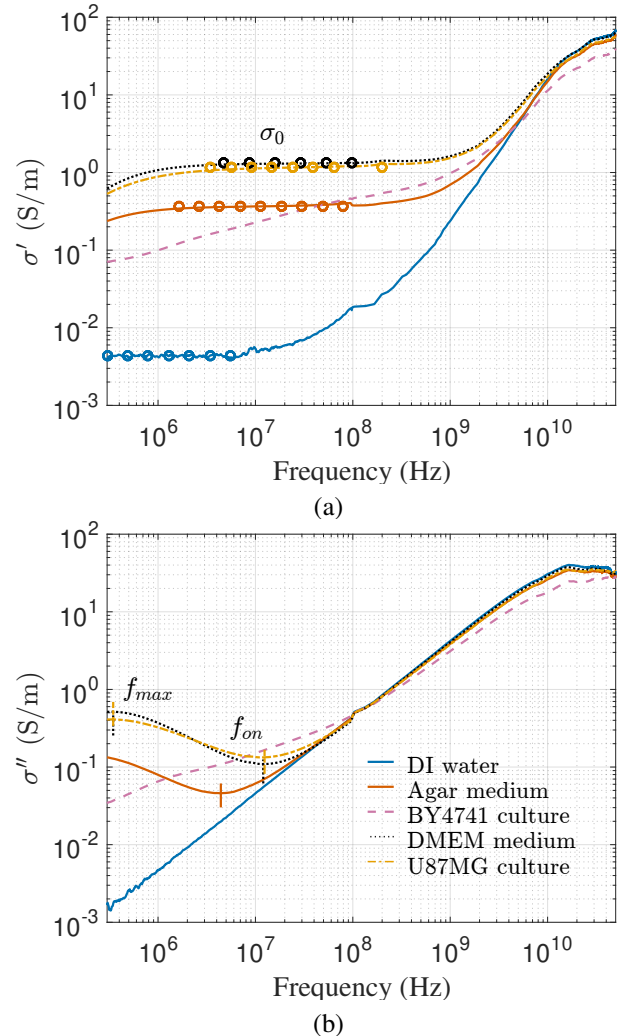 10^2
10^1
10^0
10^-1
10^-2
10^-3
σ′ (S/m)
σ_0
10^6 10^7 10^8 10^9 10^10
Frequency (Hz)
(a)
10^2
10^1
10^0
10^-1
10^-2
10^-3
σ″ (S/m)
f_max
f_on
DI water
Agar medium
BY4741 culture
DMEM medium
U87MG culture
10^6 10^7 10^8 10^9 10^10
Frequency (Hz)
(b)